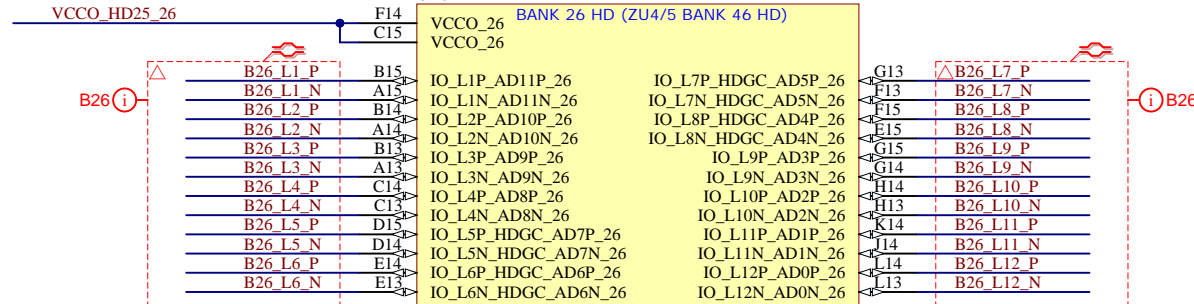 VCCO_HD25_26 F14 VCCO_26 BANK 26 HD (ZU4/5 BANK 46 HD)
C15 VCCO_26
B26_L1_P B15 IO_L1P_AD11P_26 IO_L7P_HDGC_AD5P_26 G13 B26_L7_P
B26_L1_N A15 IO_L1N_AD11N_26 IO_L7N_HDGC_AD5N_26 F13 B26_L7_N
B26 i i B26
B26_L2_P B14 IO_L2P_AD10P_26 IO_L8P_HDGC_AD4P_26 F15 B26_L8_P
B26_L2_N A14 IO_L2N_AD10N_26 IO_L8N_HDGC_AD4N_26 E15 B26_L8_N
B26_L3_P B13 IO_L3P_AD9P_26 IO_L9P_AD3P_26 G15 B26_L9_P
B26_L3_N A13 IO_L3N_AD9N_26 IO_L9N_AD3N_26 G14 B26_L9_N
B26_L4_P C14 IO_L4P_AD8P_26 IO_L10P_AD2P_26 H14 B26_L10_P
B26_L4_N C13 IO_L4N_AD8N_26 IO_L10N_AD2N_26 H13 B26_L10_N
B26_L5_P D15 IO_L5P_HDGC_AD7P_26 IO_L11P_AD1P_26 K14 B26_L11_P
B26_L5_N D14 IO_L5N_HDGC_AD7N_26 IO_L11N_AD1N_26 J14 B26_L11_N
B26_L6_P E14 IO_L6P_HDGC_AD6P_26 IO_L12P_AD0P_26 L14 B26_L12_P
B26_L6_N E13 IO_L6N_HDGC_AD6N_26 IO_L12N_AD0N_26 L13 B26_L12_N